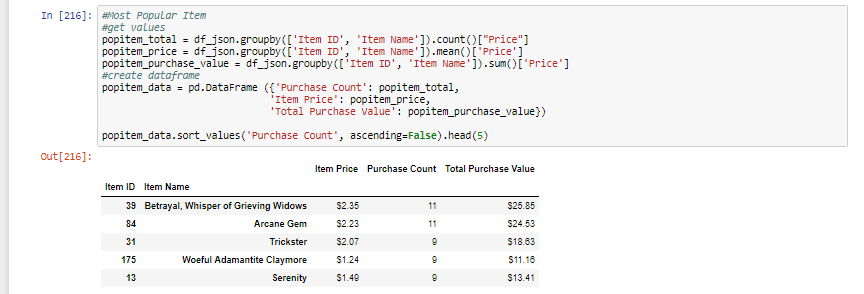 In [216]: #Most Popular Item
#get values
popitem_total = df_json.groupby(['Item ID', 'Item Name']).count()["Price"]
popitem_price = df_json.groupby(['Item ID', 'Item Name']).mean()['Price']
popitem_purchase_value = df_json.groupby(['Item ID', 'Item Name']).sum()['Price']
#create dataframe
popitem_data = pd.DataFrame ({'Purchase Count': popitem_total,
'Item Price': popitem_price,
'Total Purchase Value': popitem_purchase_value})
popitem_data.sort_values('Purchase Count', ascending=False).head(5)
Out[216]:
Item Price Purchase Count Total Purchase Value
Item ID Item Name
39 Betrayal, Whisper of Grieving Widows $2.35 11 $25.85
84 Arcane Gem $2.23 11 $24.53
31 Trickster $2.07 9 $18.63
175 Woeful Adamantite Claymore $1.24 9 $11.16
13 Serenity $1.49 9 $13.41